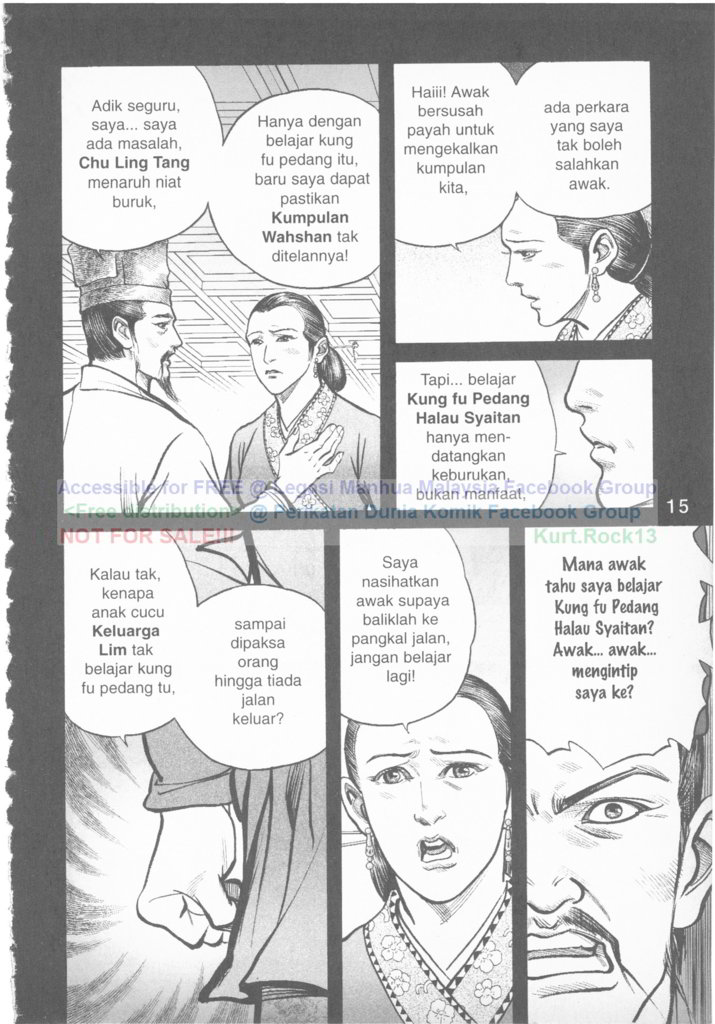 Adik seguru,
saya... saya
ada masalah,
Chu Ling Tang
menaruh niat
buruk,
Hanya dengan
belajar kung
fu pedang itu,
baru saya dapat
pastikan
Kumpulan
Wahshan tak
ditelannya!
Haiii! Awak
bersusah
payah untuk
mengekalkan
kumpulan
kita,
ada perkara
yang saya
tak boleh
salahkan
awak.
Tapi... belajar
Kung fu Pedang
Halau Syaitan
hanya men-
datangkan
keburukan,
bukan manfaat,
Accessible for FREE @ Legasi Manhua Malaysia Facebook Group
<Free distribution> @ Perikatan Dunia Komik Facebook Group
15
NOT FOR SALE!!!
Kurt.Rock13
Kalau tak,
kenapa
anak cucu
Keluarga
Lim tak
belajar kung
fu pedang tu,
sampai
dipaksa
orang
hingga tiada
jalan
keluar?
Saya
nasihatkan
awak supaya
baliklah ke
pangkal jalan,
jangan belajar
lagi!
Mana awak
tahu saya belajar
Kung fu Pedang
Halau Syaitan?
Awak... awak...
mengintip
saya ke?